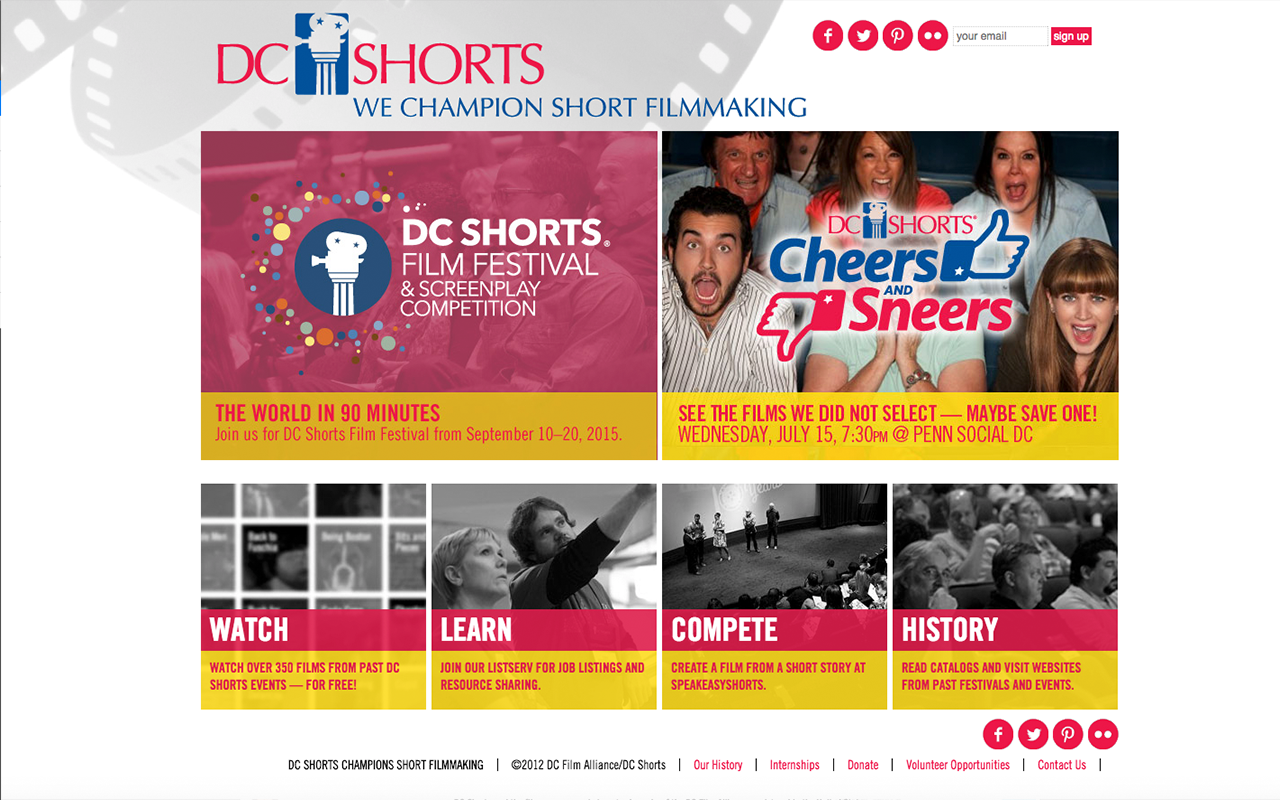 DC SHORTS
WE CHAMPION SHORT FILMMAKING
your email
sign up
DC SHORTS®
FILM FESTIVAL
& SCREENPLAY
COMPETITION
THE WORLD IN 90 MINUTES
Join us for DC Shorts Film Festival from September 10–20, 2015.
DC SHORTS®
Cheers
AND
Sneers
SEE THE FILMS WE DID NOT SELECT — MAYBE SAVE ONE!
WEDNESDAY, JULY 15, 7:30PM @ PENN SOCIAL DC
Back to
Fuschia
Being Boston
WATCH
WATCH OVER 350 FILMS FROM PAST DC
SHORTS EVENTS — FOR FREE!
LEARN
JOIN OUR LISTSERV FOR JOB LISTINGS AND
RESOURCE SHARING.
COMPETE
CREATE A FILM FROM A SHORT STORY AT
SPEAKEASYSHORTS.
HISTORY
READ CATALOGS AND VISIT WEBSITES
FROM PAST FESTIVALS AND EVENTS.
DC SHORTS CHAMPIONS SHORT FILMMAKING | ©2012 DC Film Alliance/DC Shorts | Our History | Internships | Donate | Volunteer Opportunities | Contact Us |